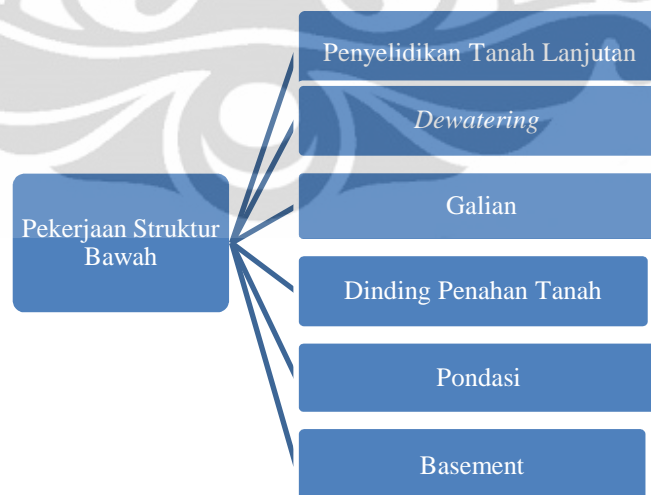 Penyelidikan Tanah Lanjutan
Dewatering
Galian
Pekerjaan Struktur
Bawah
Dinding Penahan Tanah
Pondasi
Basement